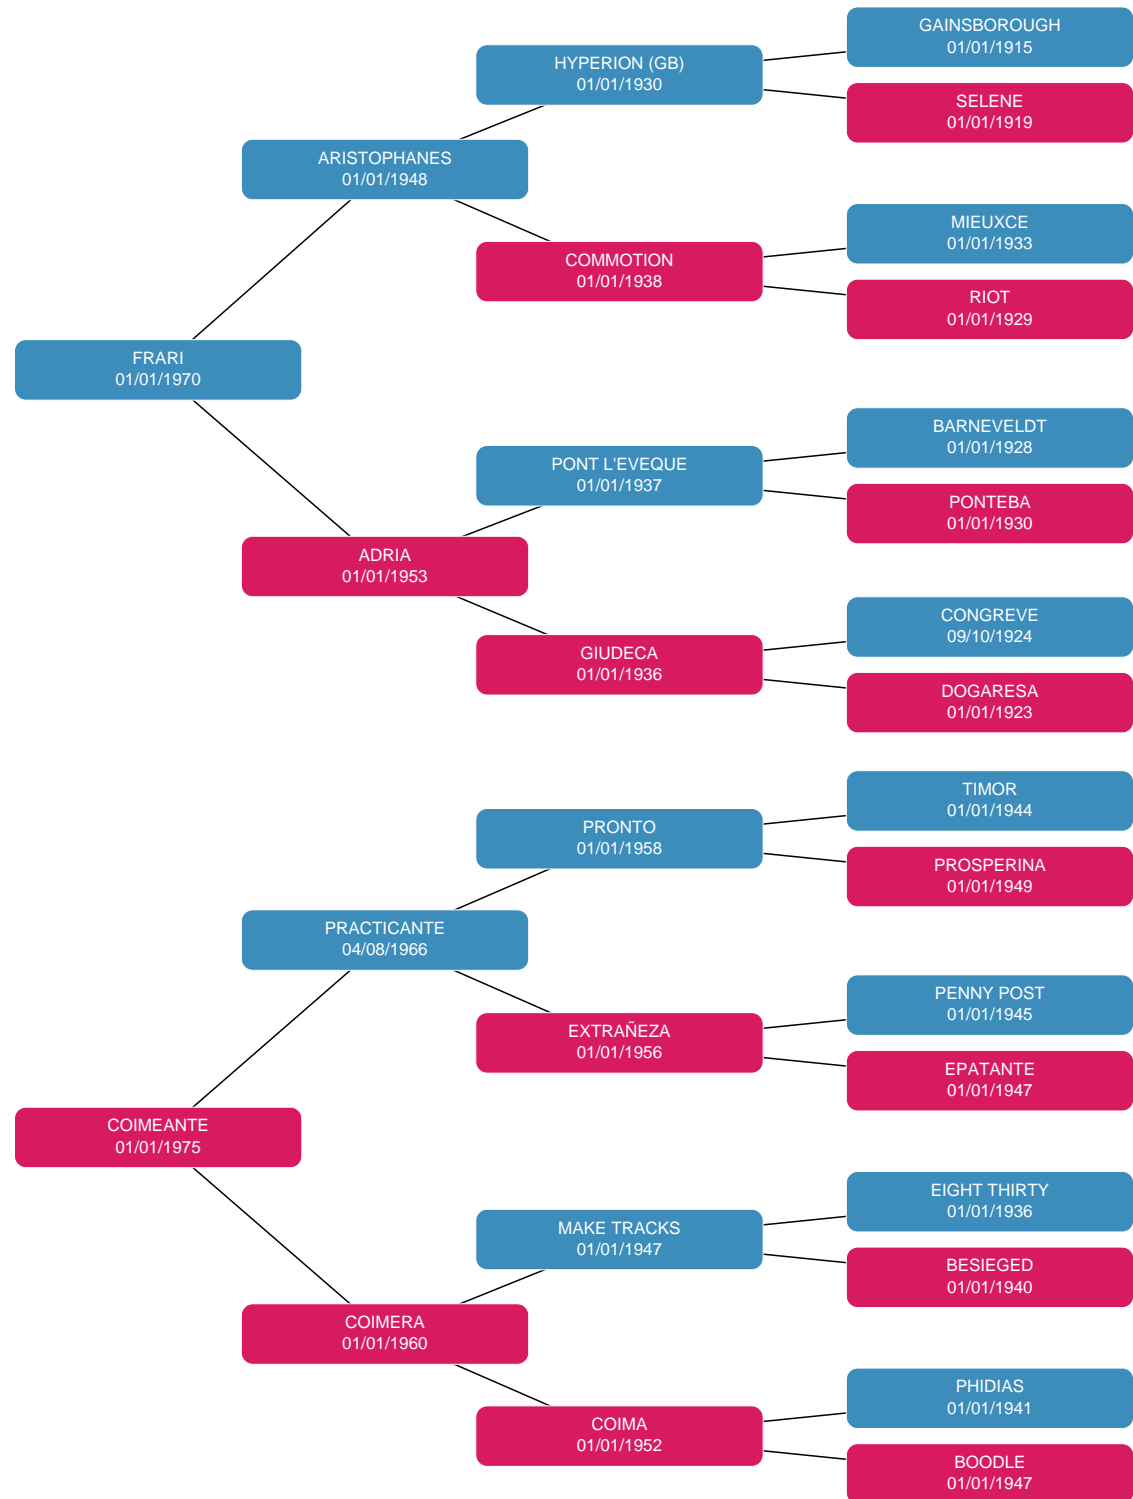 GAINSBOROUGH
01/01/1915
HYPERION (GB)
01/01/1930
SELENE
01/01/1919
ARISTOPHANES
01/01/1948
MIEUXCE
01/01/1933
COMMOTION
01/01/1938
RIOT
01/01/1929
FRARI
01/01/1970
BARNEVELDT
01/01/1928
PONT L'EVEQUE
01/01/1937
PONTEBA
01/01/1930
ADRIA
01/01/1953
CONGREVE
09/10/1924
GIUDECA
01/01/1936
DOGARESA
01/01/1923
TIMOR
01/01/1944
PRONTO
01/01/1958
PROSPERINA
01/01/1949
PRACTICANTE
04/08/1966
PENNY POST
01/01/1945
EXTRAÑEZA
01/01/1956
EPATANTE
01/01/1947
COIMEANTE
01/01/1975
EIGHT THIRTY
01/01/1936
MAKE TRACKS
01/01/1947
BESIEGED
01/01/1940
COIMERA
01/01/1960
PHIDIAS
01/01/1941
COIMA
01/01/1952
BOODLE
01/01/1947